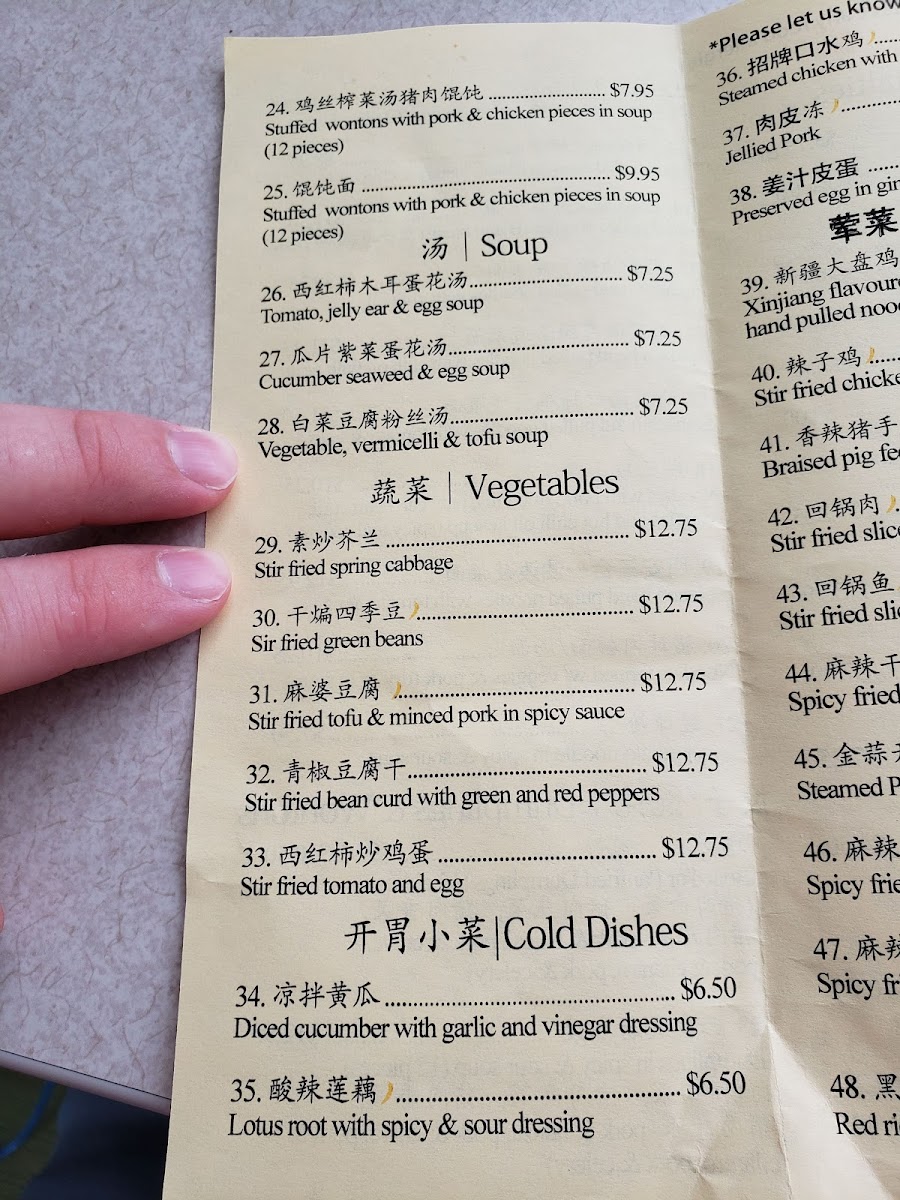 24. 鸡丝榨菜汤猪肉馄饨 ............................ $7.95
Stuffed wontons with pork & chicken pieces in soup
(12 pieces)
25. 馄饨面 ............................................................ $9.95
Stuffed wontons with pork & chicken pieces in soup
(12 pieces)
汤 | Soup
26. 西红柿木耳蛋花汤..................................... $7.25
Tomato, jelly ear & egg soup
27. 瓜片紫菜蛋花汤........................................... $7.25
Cucumber seaweed & egg soup
28. 白菜豆腐粉丝汤........................................... $7.25
Vegetable, vermicelli & tofu soup
蔬菜 | Vegetables
29. 素炒芥兰 ........................................................ $12.75
Stir fried spring cabbage
30. 干煸四季豆.................................................. $12.75
Sir fried green beans
31. 麻婆豆腐 ..................................................... $12.75
Stir fried tofu & minced pork in spicy sauce
32. 青椒豆腐干..................................................... $12.75
Stir fried bean curd with green and red peppers
33. 西红柿炒鸡蛋 ............................................... $12.75
Stir fried tomato and egg
开胃小菜|Cold Dishes
34. 凉拌黄瓜............................................................... $6.50
Diced cucumber with garlic and vinegar dressing
35. 酸辣莲藕............................................................ $6.50
Lotus root with spicy & sour dressing
*Please let us know
36. 招牌口水鸡......
Steamed chicken with
37. 肉皮冻.............
Jellied Pork
38. 姜汁皮蛋 ......
Preserved egg in
荤菜
39. 新疆大盘鸡
Xinjiang
hand pulled
40. 辣子鸡......
Stir fried
41. 香辣猪手
Braised pig
42. 回锅肉
Stir fried
43. 回锅鱼
Stir fried
44. 麻辣干
Spicy fried
45. 金蒜
Steamed
46. 麻辣
Spicy
47. 麻辣
Spicy
48. 黑
Red